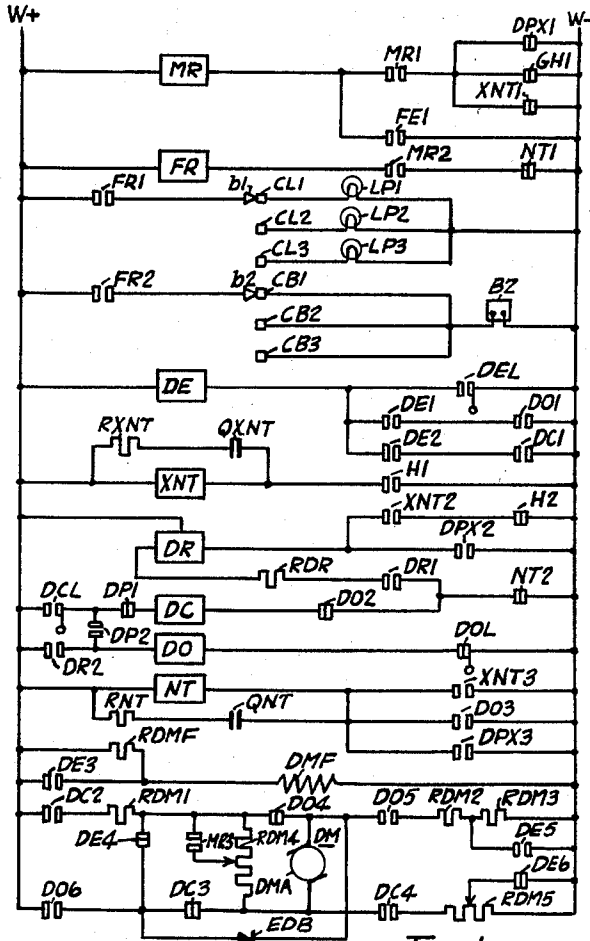 W+ W-
DPX1
MR MR1 GH1
XNT1
FE1
FR MR2 NT1
FR1 b1 CL1 LP1
CL2 LP2
CL3 LP3
FR2 b2 CB1 BZ
CB2
CB3
DE DEL
DE1 DO1
RXNT QXNT DE2 DC1
XNT H1
XNT2 H2
DR DPX2
RDR DR1
DCL DP1 DC DO2 NT2
DP2
DR2 DO DOL
NT XNT3
RNT QNT DO3
RDMF DPX3
DE3 DMF
DC2 RDM1 DO4 DM DO5 RDM2 RDM3
DE4 MR3 RDM4 DE5
DMA DE6
DO6 DC3 DC4 RDM5
EDB